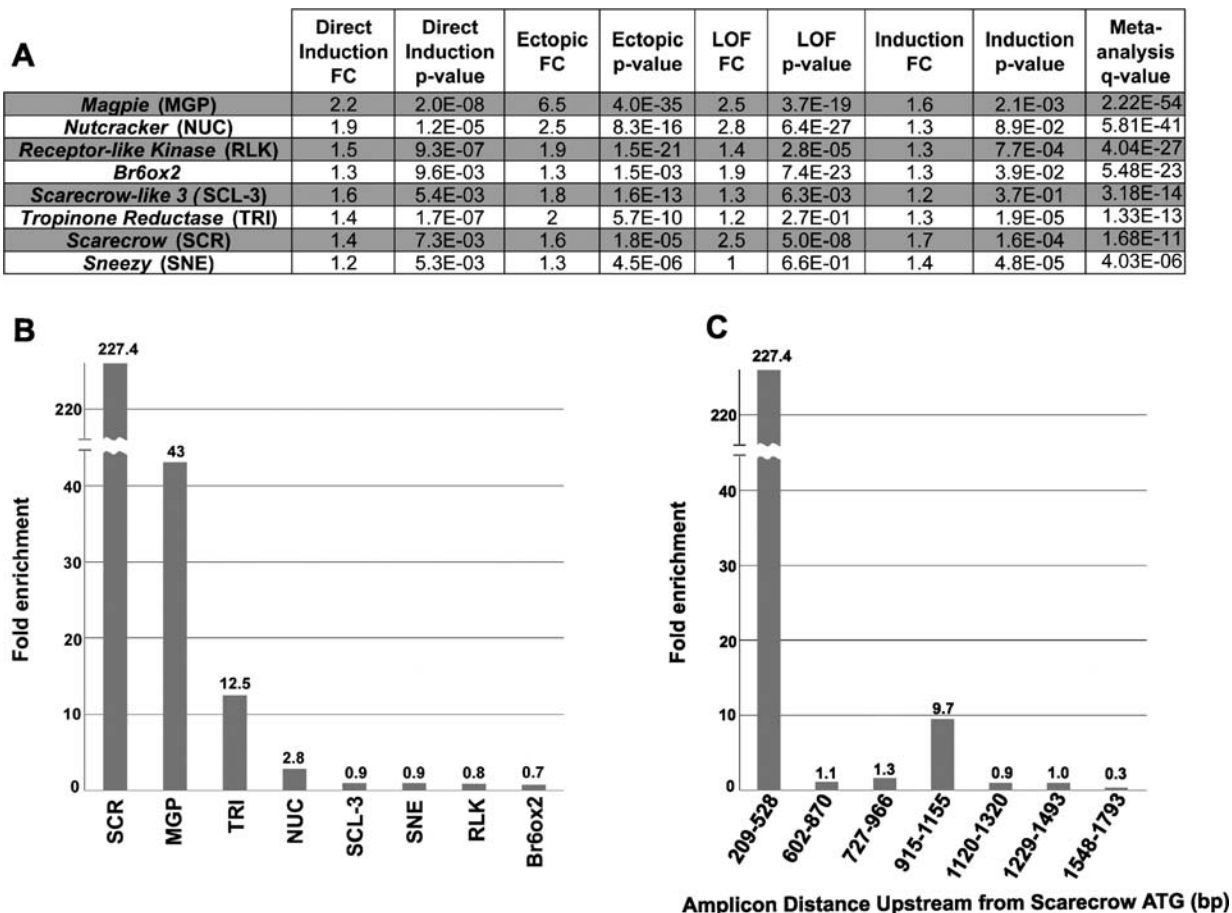 A
Direct Induction FC | Direct Induction p-value | Ectopic FC | Ectopic p-value | LOF FC | LOF p-value | Induction FC | Induction p-value | Meta-analysis q-value
Magpie (MGP) 2.2 2.0E-08 6.5 4.0E-35 2.5 3.7E-19 1.6 2.1E-03 2.22E-54
Nutcracker (NUC) 1.9 1.2E-05 2.5 8.3E-16 2.8 6.4E-27 1.3 8.9E-02 5.81E-41
Receptor-like Kinase (RLK) 1.5 9.3E-07 1.9 1.5E-21 1.4 2.8E-05 1.3 7.7E-04 4.04E-27
Br6ox2 1.3 9.6E-03 1.3 1.5E-03 1.9 7.4E-23 1.3 3.9E-02 5.48E-23
Scarecrow-like 3 (SCL-3) 1.6 5.4E-03 1.8 1.6E-13 1.3 6.3E-03 1.2 3.7E-01 3.18E-14
Tropinone Reductase (TRI) 1.4 1.7E-07 2 5.7E-10 1.2 2.7E-01 1.3 1.9E-05 1.33E-13
Scarecrow (SCR) 1.4 7.3E-03 1.6 1.8E-05 2.5 5.0E-08 1.7 1.6E-04 1.68E-11
Sneezy (SNE) 1.2 5.3E-03 1.3 4.5E-06 1 6.6E-01 1.4 4.8E-05 4.03E-06
B
227.4
220
43
40
30
20
12.5
10
2.8
0.9
0.9
0.8
0.7
0
Fold enrichment
SCR
MGP
TRI
NUC
SCL-3
SNE
RLK
Br6ox2
C
227.4
220
40
30
20
10
9.7
1.1
1.3
0.9
1.0
0.3
0
Fold enrichment
209-528
602-870
727-966
915-1155
1120-1320
1229-1493
1548-1793
Amplicon Distance Upstream from Scarecrow ATG (bp)